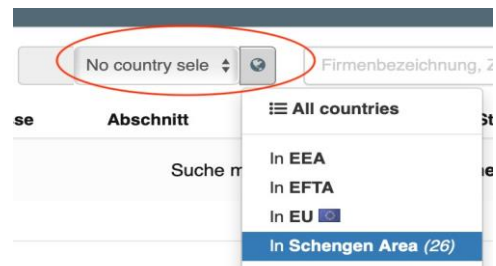 No country sele
Firmenbezeichnung, Z
se Abschnitt St
All countries
Suche m e
In EEA
In EFTA
In EU
In Schengen Area (26)